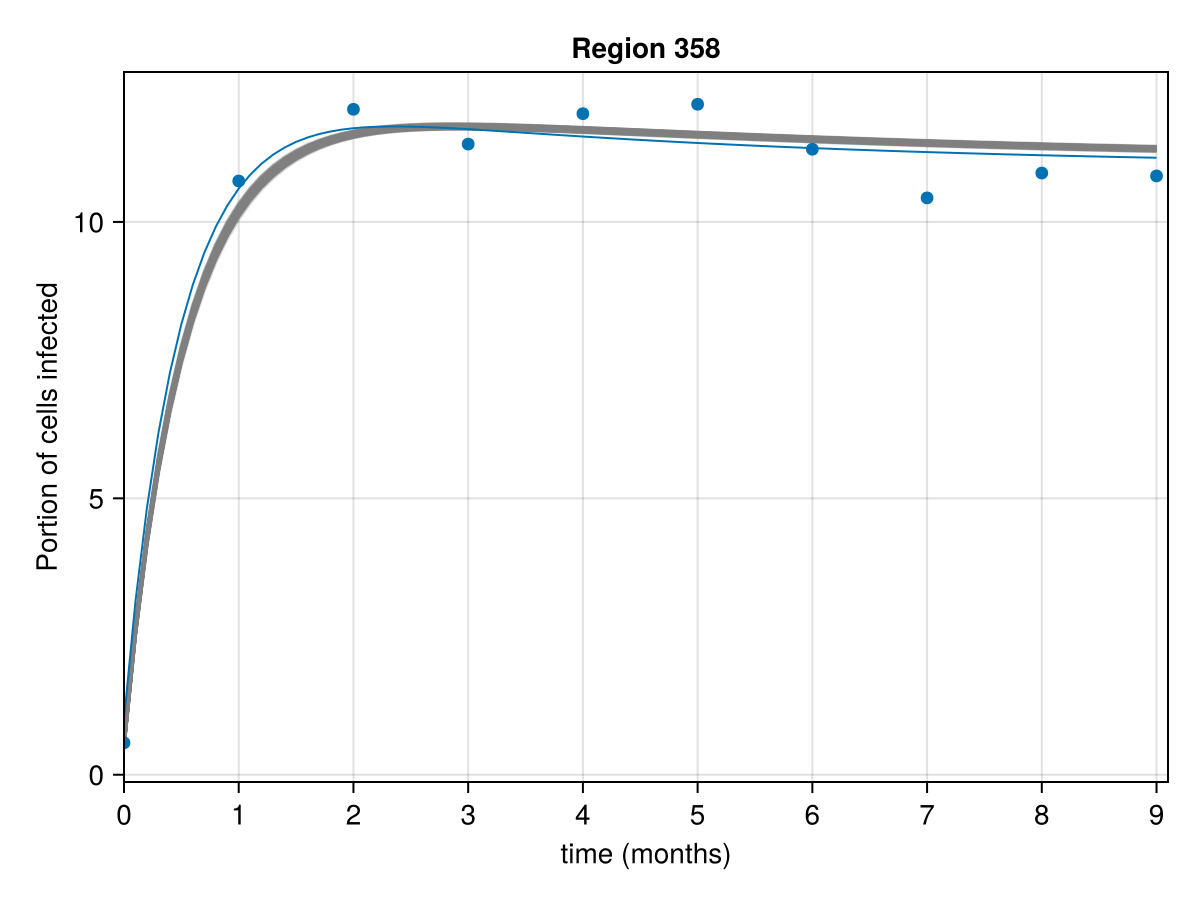 Region 358
Portion of cells infected
10
5
0
0 1 2 3 4 5 6 7 8 9
time (months)